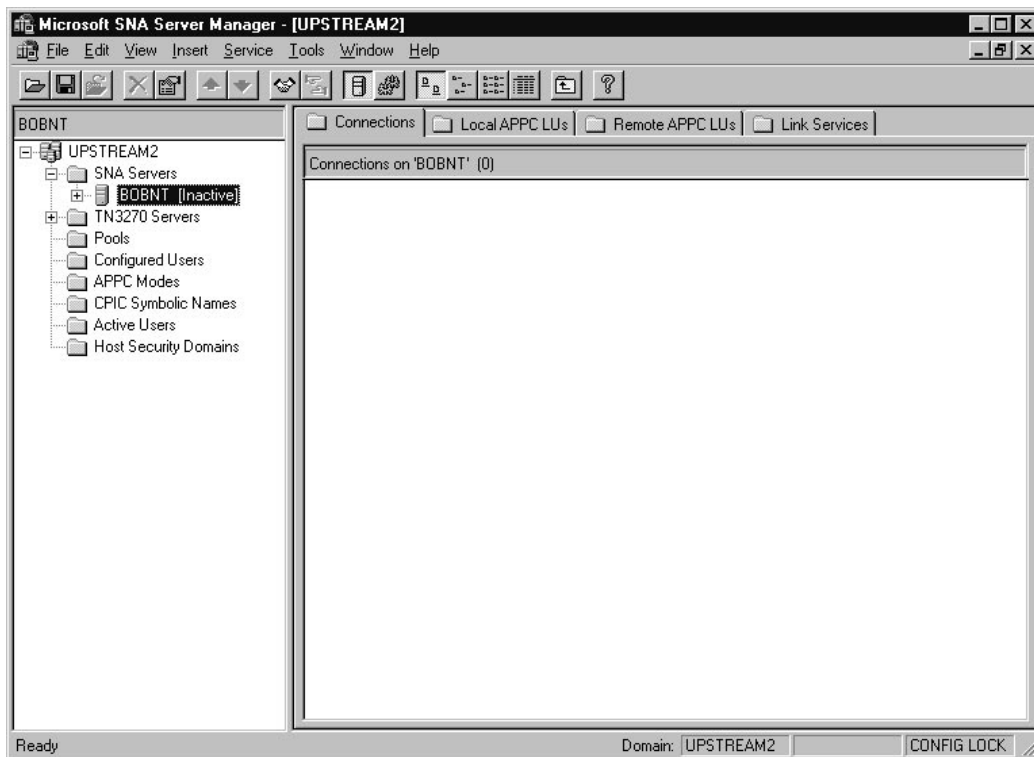 Microsoft SNA Server Manager - [UPSTREAM2]
File Edit View Insert Service Tools Window Help
BOBNT
Connections Local APPC LUs Remote APPC LUs Link Services
UPSTREAM2
SNA Servers
BOBNT [Inactive]
TN3270 Servers
Pools
Configured Users
APPC Modes
CPIC Symbolic Names
Active Users
Host Security Domains
Connections on 'BOBNT' (0)
Ready Domain: UPSTREAM2 CONFIG LOCK